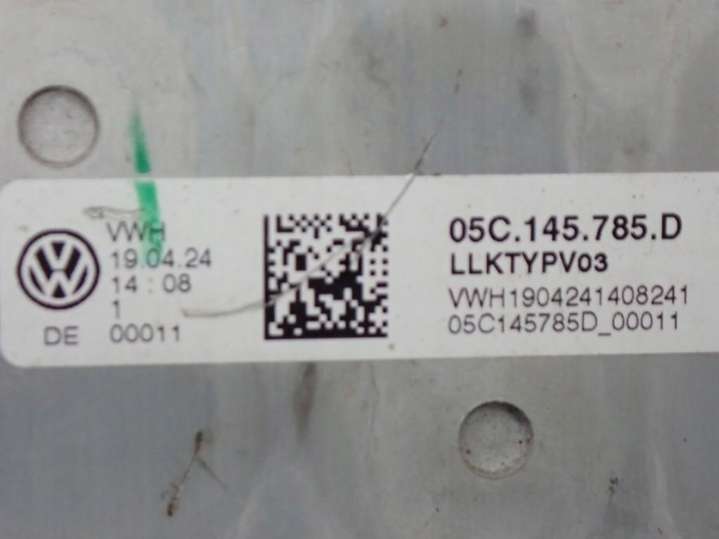 VWH
19.04.24
14 : 08
1
DE 00011
05C.145.785.D
LLKTYPV03
VWH1904241408241
05C145785D_00011